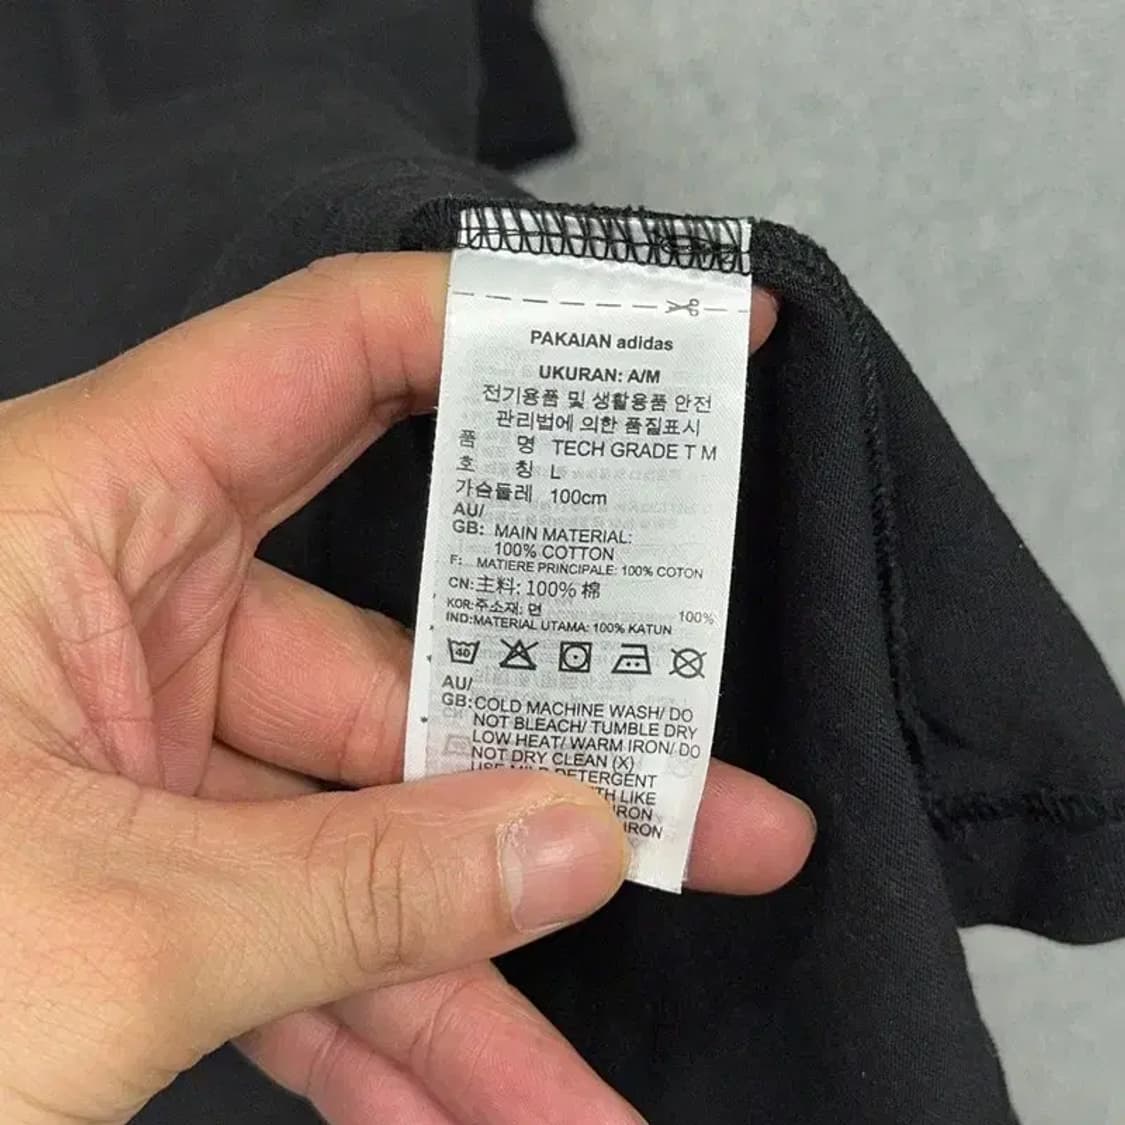 PAKAIAN adidas
UKURAN: A/M
전기용품 및 생활용품 안전
관리법에 의한 품질표시
품 명 TECH GRADE T M
호 칭 L
가슴둘레 100cm
AU/
GB: MAIN MATERIAL:
100% COTTON
F: MATIERE PRINCIPALE: 100% COTON
CN:主料: 100% 棉
KOR:주소재: 면 100%
IND:MATERIAL UTAMA: 100% KATUN
40
AU/
GB:COLD MACHINE WASH/ DO
NOT BLEACH/ TUMBLE DRY
LOW HEAT/ WARM IRON/ DO
NOT DRY CLEAN (X)
USE MILD DETERGENT
LIKE
IRON